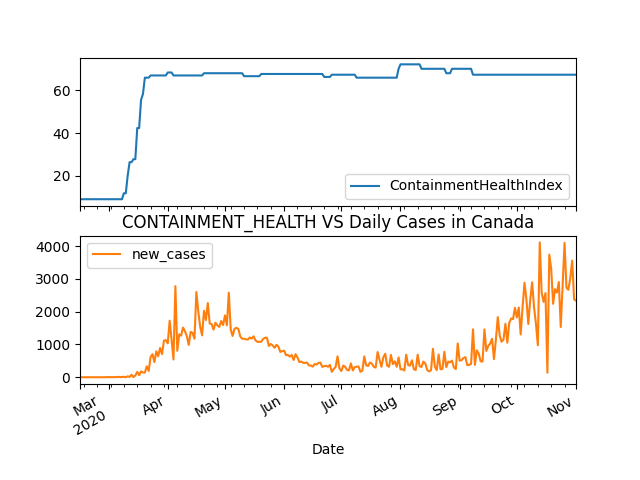 60
40
20
ContainmentHealthIndex
CONTAINMENT_HEALTH VS Daily Cases in Canada
4000
3000
2000
1000
0
new_cases
Mar
2020
Apr
May
Jun
Jul
Aug
Sep
Oct
Nov
Date